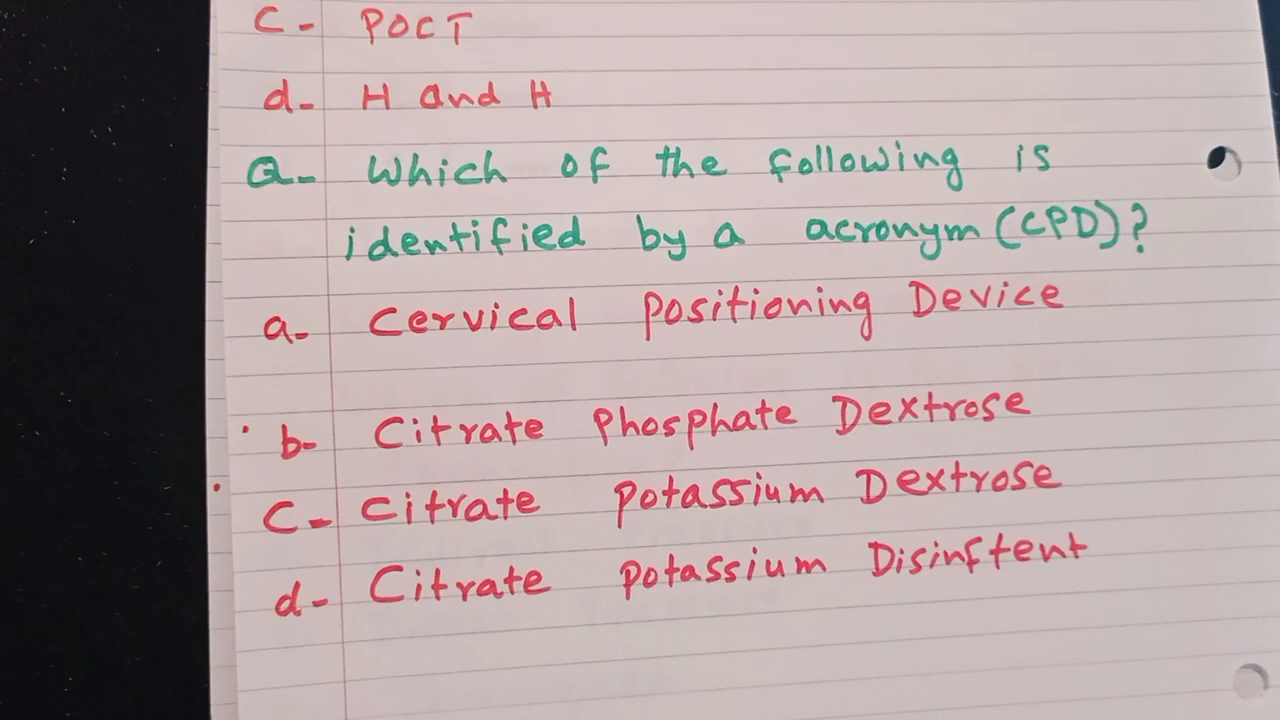 C- POCT
d- H and H
Q- Which of the following is
identified by a acronym (CPD)?
a- Cervical Positioning Device
b- Citrate Phosphate Dextrose
C- Citrate Potassium Dextrose
d- Citrate Potassium Disinftent